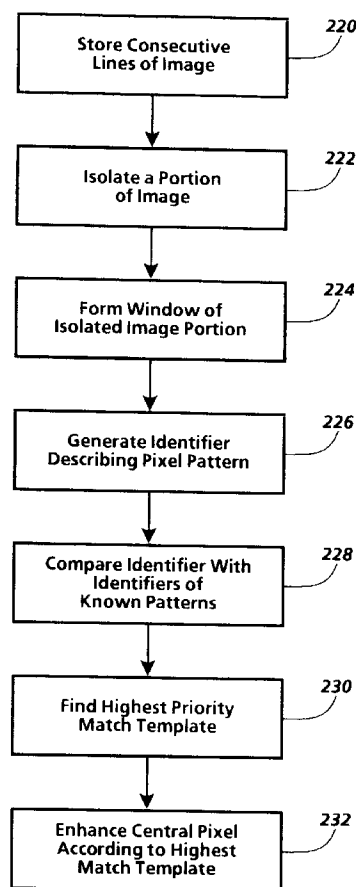 220
Store Consecutive
Lines of Image
222
Isolate a Portion
of Image
224
Form Window of
Isolated Image Portion
226
Generate Identifier
Describing Pixel Pattern
228
Compare Identifier With
Identifiers of
Known Patterns
230
Find Highest Priority
Match Template
232
Enhance Central Pixel
According to Highest
Match Template